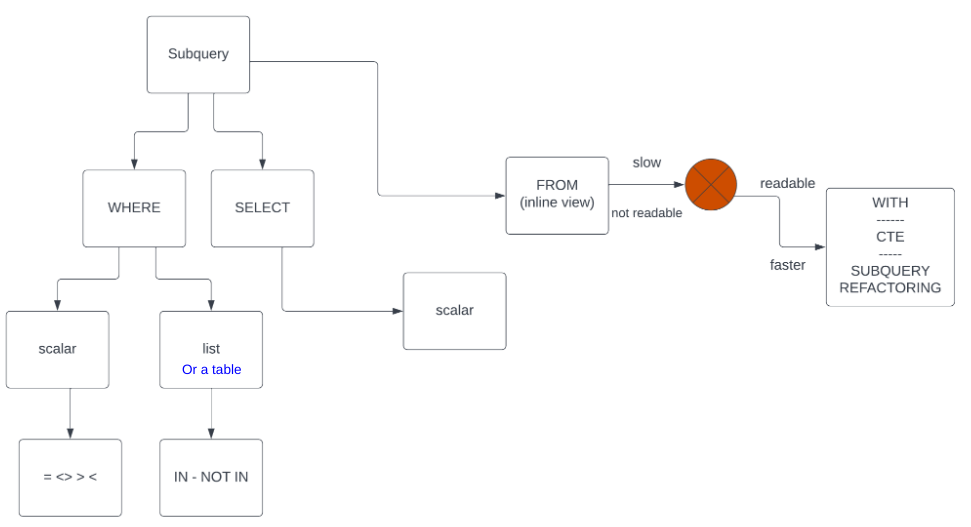 Subquery
WHERE
SELECT
FROM
(inline view)
slow
not readable
readable
faster
WITH
------
CTE
-----
SUBQUERY
REFACTORING
scalar
list
Or a table
scalar
= <> > <
IN - NOT IN